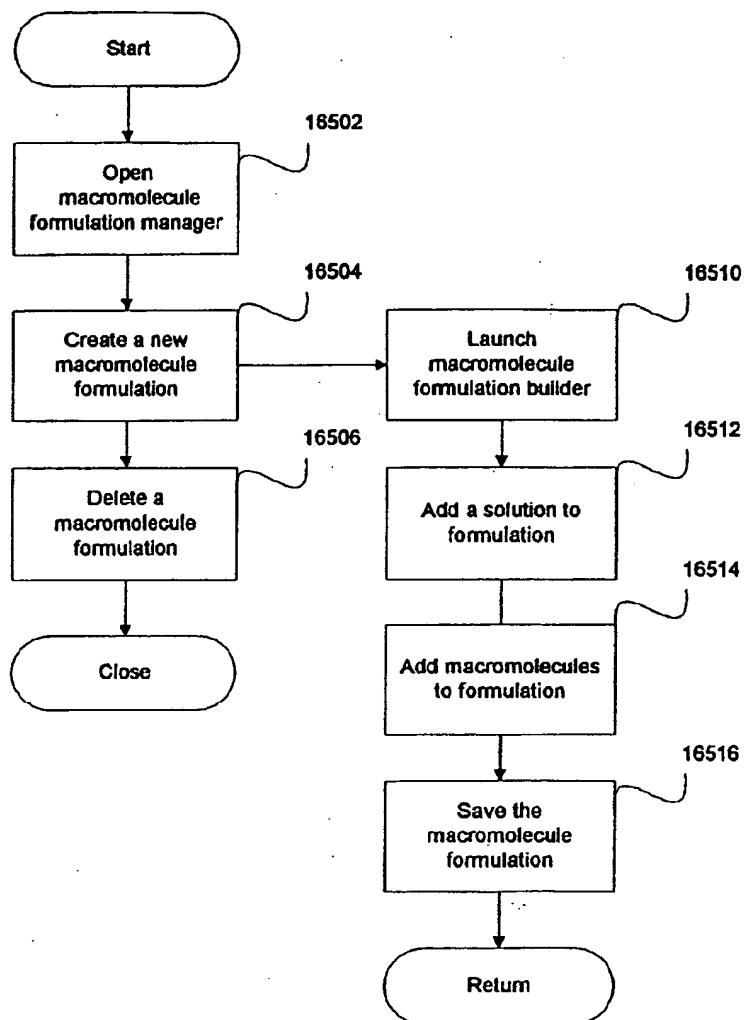 Start
16502
Open
macromolecule
formulation manager
16504
Create a new
macromolecule
formulation
16506
Delete a
macromolecule
formulation
Close
16510
Launch
macromolecule
formulation builder
16512
Add a solution to
formulation
16514
Add macromolecules
to formulation
16516
Save the
macromolecule
formulation
Return